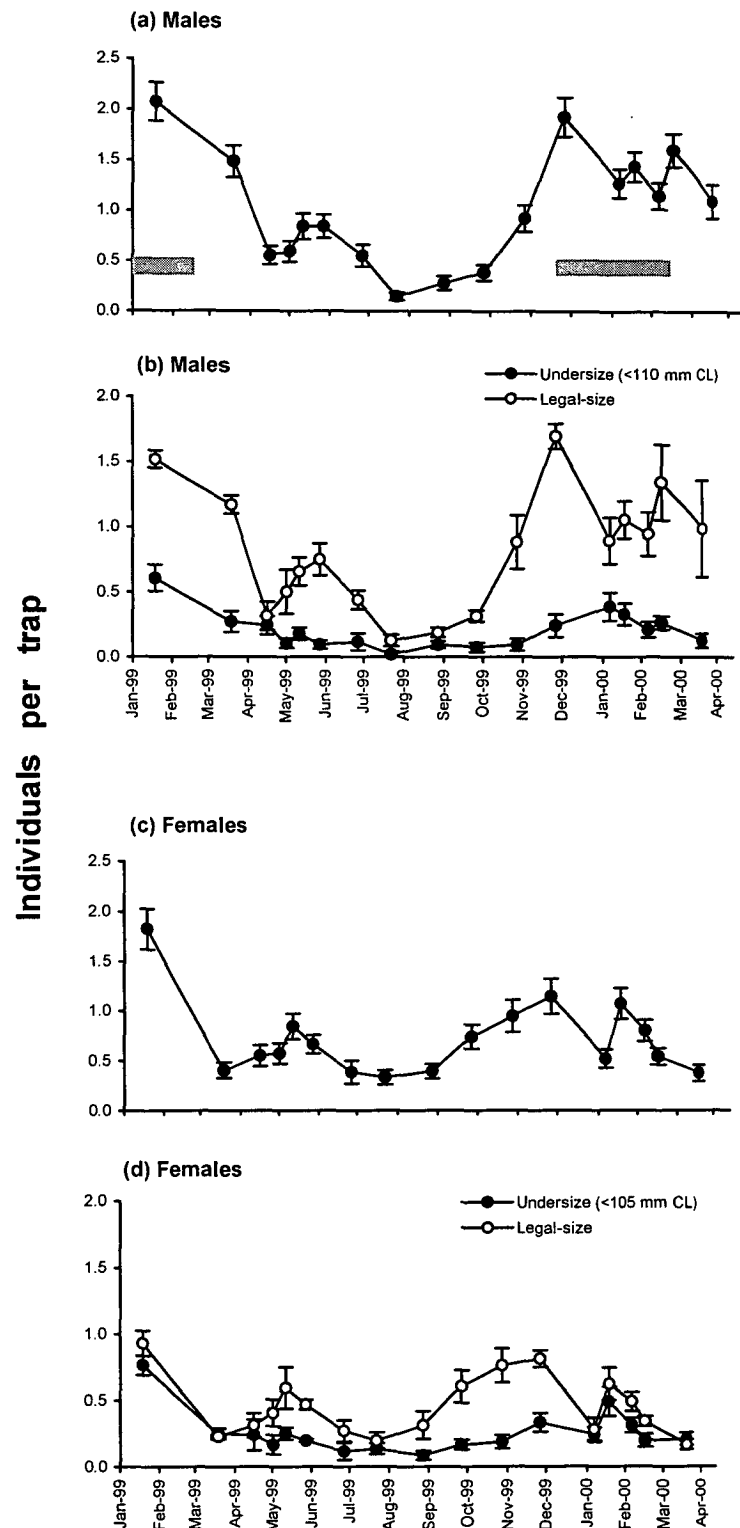 (a) Males
2.5
2.0
1.5
1.0
0.5
0.0
(b) Males
Undersize (<110 mm CL)
Legal-size
2.0
1.5
1.0
0.5
0.0
Jan-99
Feb-99
Mar-99
Apr-99
May-99
Jun-99
Jul-99
Aug-99
Sep-99
Oct-99
Nov-99
Dec-99
Jan-00
Feb-00
Mar-00
Apr-00
Individuals per trap
(c) Females
2.5
2.0
1.5
1.0
0.5
0.0
(d) Females
Undersize (<105 mm CL)
Legal-size
2.0
1.5
1.0
0.5
0.0
Jan-99
Feb-99
Mar-99
Apr-99
May-99
Jun-99
Jul-99
Aug-99
Sep-99
Oct-99
Nov-99
Dec-99
Jan-00
Feb-00
Mar-00
Apr-00